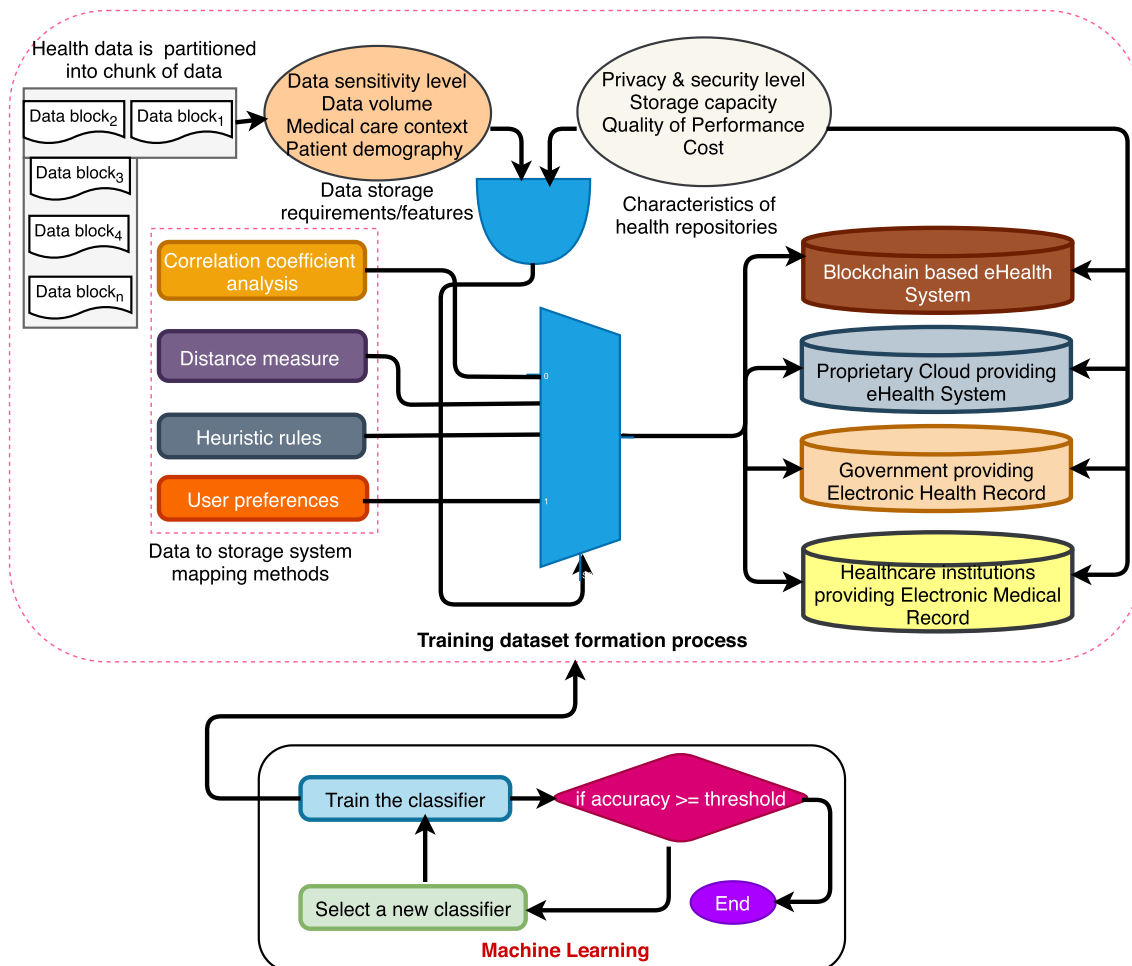 Health data is partitioned
into chunk of data
Data block2
Data block1
Data block3
Data block4
Data blockn
Data sensitivity level
Data volume
Medical care context
Patient demography
Data storage
requirements/features
Privacy & security level
Storage capacity
Quality of Performance
Cost
Characteristics of
health repositories
Correlation coefficient
analysis
Distance measure
Heuristic rules
User preferences
Data to storage system
mapping methods
0
1
Blockchain based eHealth
System
Proprietary Cloud providing
eHealth System
Government providing
Electronic Health Record
Healthcare institutions
providing Electronic Medical
Record
Training dataset formation process
Train the classifier
if accuracy >= threshold
Select a new classifier
End
Machine Learning